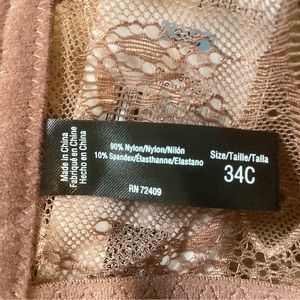 Made in China
Fabriqué en Chine
Hecho en China
90% Nylon/Nylon/Nilón
10% Spandex/Élasthanne/Elastano
RN 72409
Size/Taille/Talla
34C